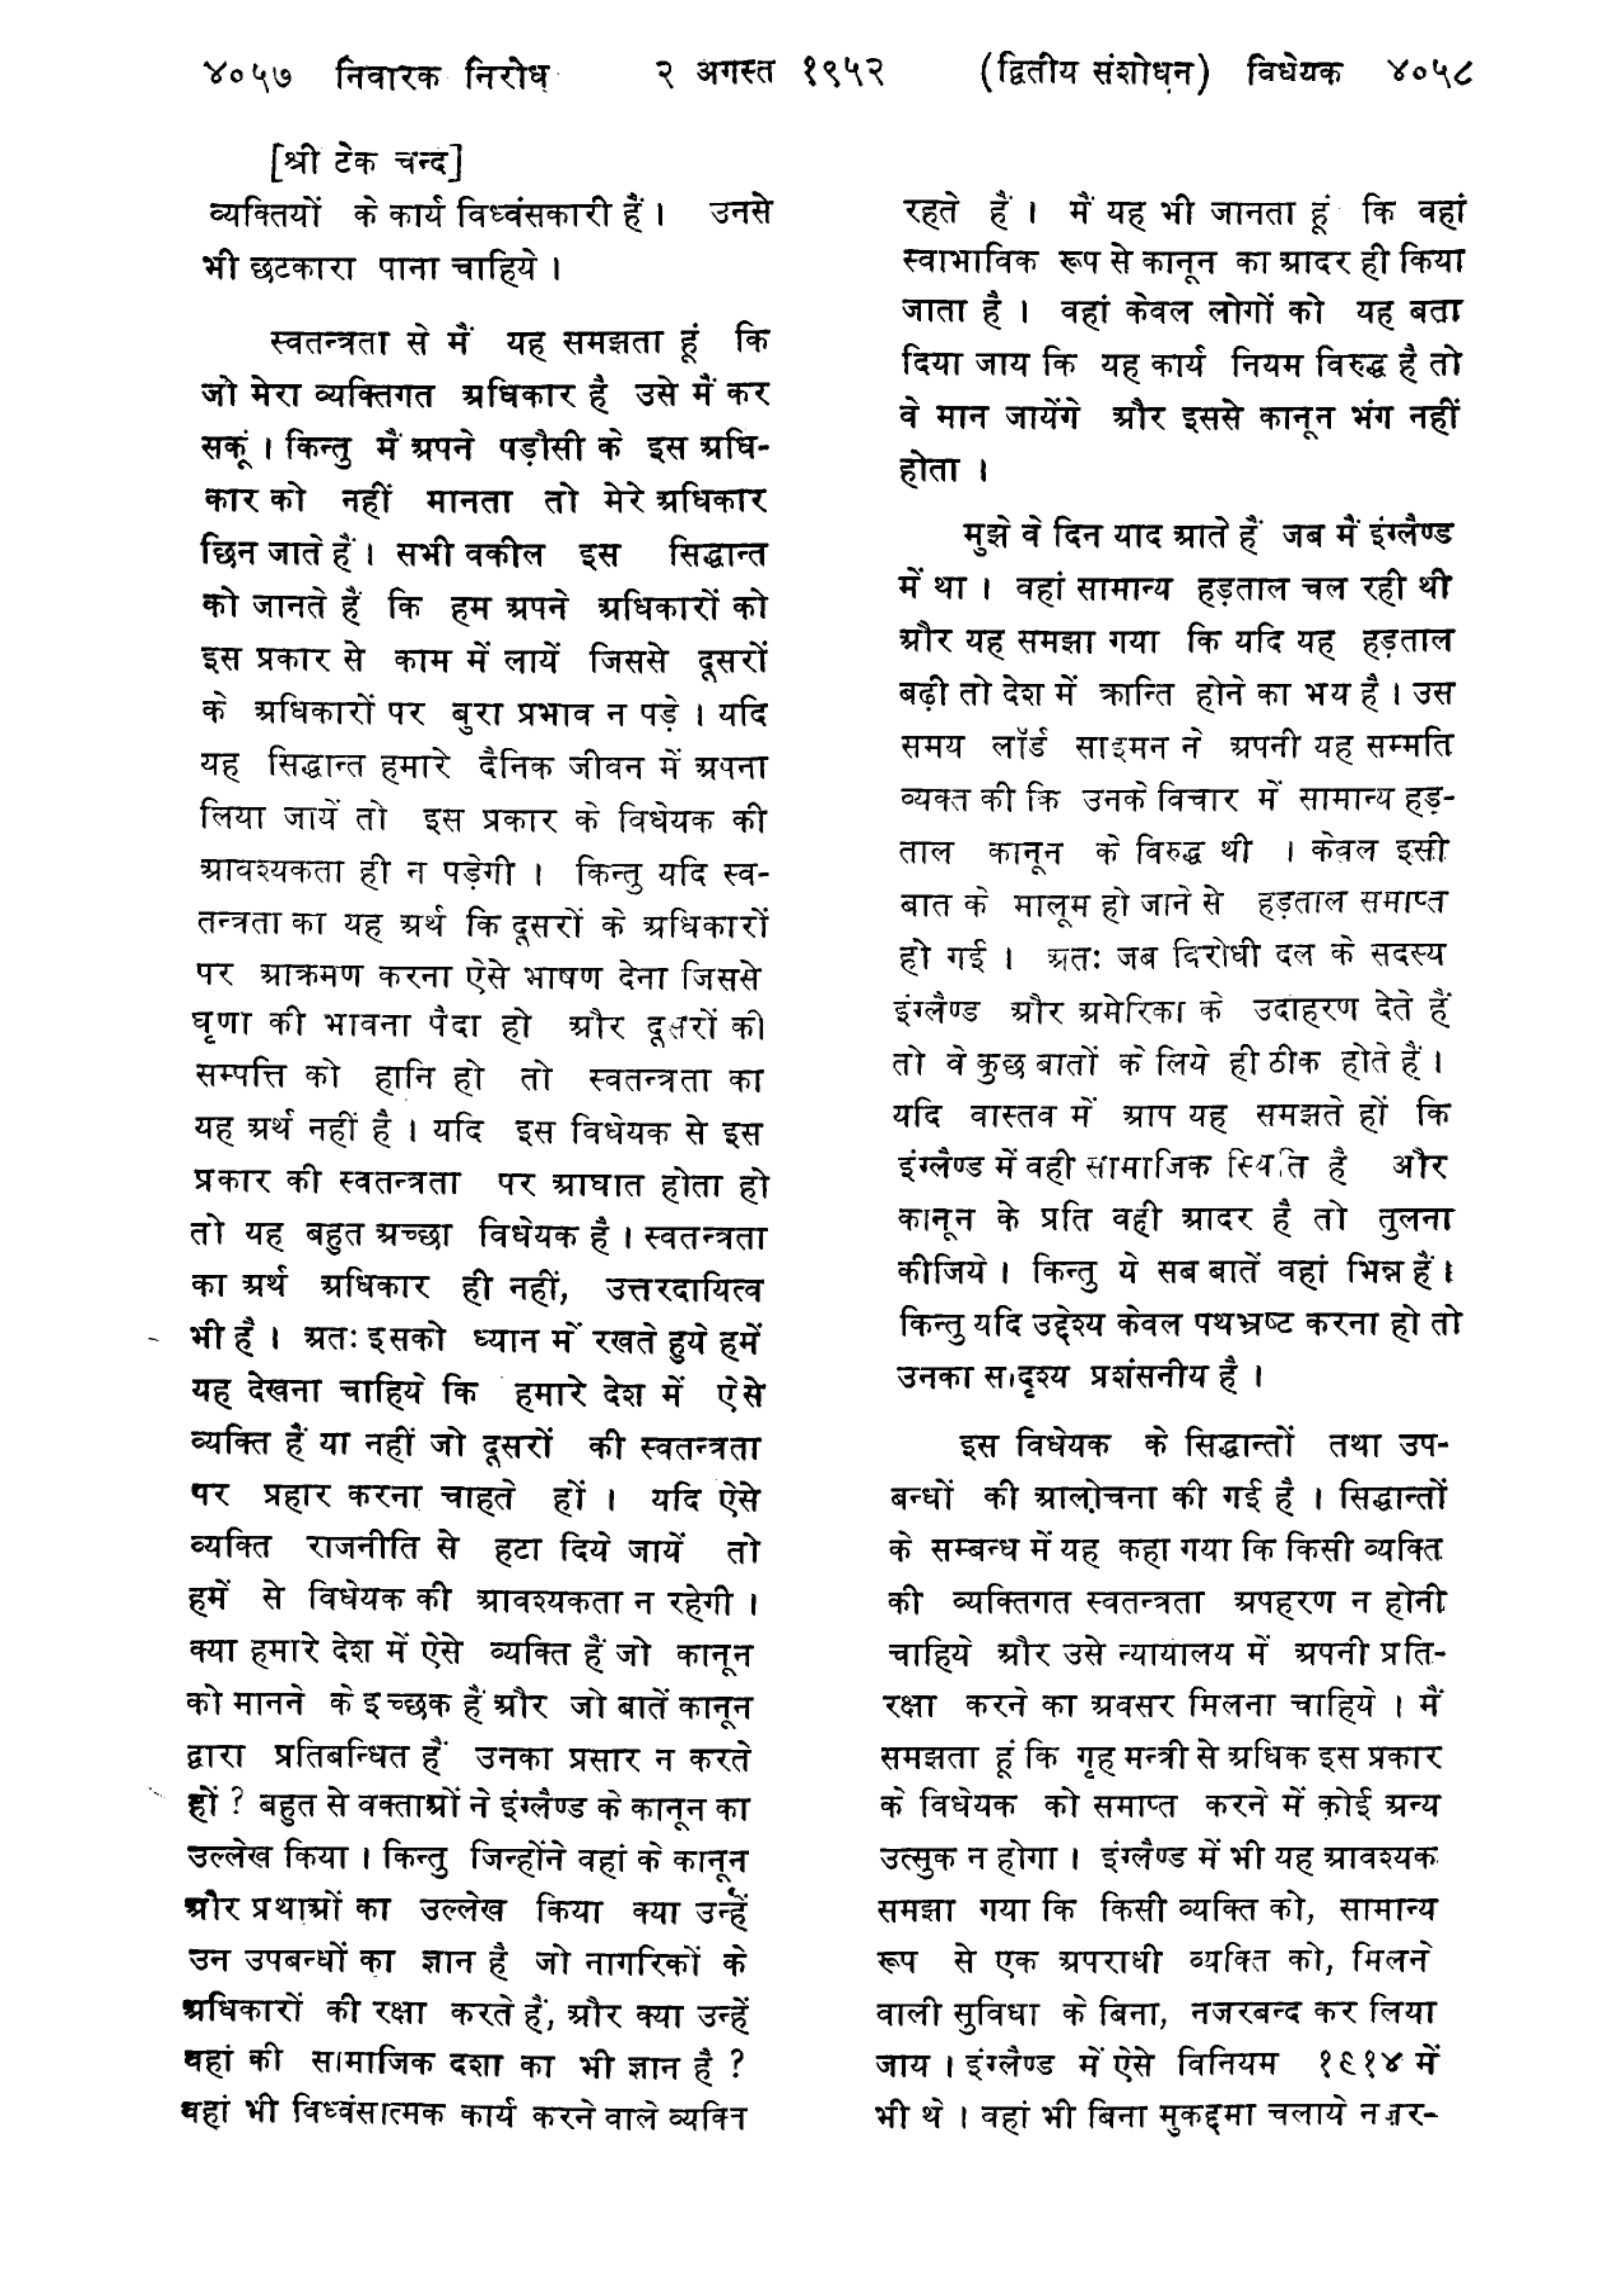 ४०५७ निवारक निरोध २ अगस्त १९५२ (द्वितीय संशोधन) विधेयक ४०५८
[श्री टेक चन्द]
व्यक्तियों के कार्य विध्वंसकारी हैं। उनसे
भी छटकारा पाना चाहिये।
स्वतन्त्रता से मैं यह समझता हूं कि
जो मेरा व्यक्तिगत अधिकार है उसे मैं कर
सकूं। किन्तु मैं अपने पड़ौसी के इस अधि-
कार को नहीं मानता तो मेरे अधिकार
छिन जाते हैं। सभी वकील इस सिद्धान्त
को जानते हैं कि हम अपने अधिकारों को
इस प्रकार से काम में लायें जिससे दूसरों
के अधिकारों पर बुरा प्रभाव न पड़े। यदि
यह सिद्धान्त हमारे दैनिक जीवन में अपना
लिया जायें तो इस प्रकार के विधेयक की
आवश्यकता ही न पड़ेगी। किन्तु यदि स्व-
तन्त्रता का यह अर्थ कि दूसरों के अधिकारों
पर आक्रमण करना ऐसे भाषण देना जिससे
घृणा की भावना पैदा हो और दूसरों की
सम्पत्ति को हानि हो तो स्वतन्त्रता का
यह अर्थ नहीं है। यदि इस विधेयक से इस
प्रकार की स्वतन्त्रता पर आघात होता हो
तो यह बहुत अच्छा विधेयक है। स्वतन्त्रता
का अर्थ अधिकार ही नहीं, उत्तरदायित्व
भी है। अतः इसको ध्यान में रखते हुये हमें
यह देखना चाहिये कि हमारे देश में ऐसे
व्यक्ति हैं या नहीं जो दूसरों की स्वतन्त्रता
पर प्रहार करना चाहते हों। यदि ऐसे
व्यक्ति राजनीति से हटा दिये जायें तो
हमें से विधेयक की आवश्यकता न रहेगी।
क्या हमारे देश में ऐसे व्यक्ति हैं जो कानून
को मानने के इच्छक हैं और जो बातें कानून
द्वारा प्रतिबन्धित हैं उनका प्रसार न करते
हों? बहुत से वक्ताओं ने इंग्लैण्ड के कानून का
उल्लेख किया। किन्तु जिन्होंने वहां के कानून
और प्रथाओं का उल्लेख किया क्या उन्हें
उन उपबन्धों का ज्ञान है जो नागरिकों के
अधिकारों की रक्षा करते हैं, और क्या उन्हें
वहां की सामाजिक दशा का भी ज्ञान है?
वहां भी विध्वंसात्मक कार्य करने वाले व्यक्ति
रहते हैं। मैं यह भी जानता हूं कि वहां
स्वाभाविक रूप से कानून का आदर ही किया
जाता है। वहां केवल लोगों को यह बता
दिया जाय कि यह कार्य नियम विरुद्ध है तो
वे मान जायेंगे और इससे कानून भंग नहीं
होता।
मुझे वे दिन याद आते हैं जब मैं इंग्लैण्ड
में था। वहां सामान्य हड़ताल चल रही थी
और यह समझा गया कि यदि यह हड़ताल
बढ़ी तो देश में क्रान्ति होने का भय है। उस
समय लॉर्ड साइमन ने अपनी यह सम्मति
व्यक्त की कि उनके विचार में सामान्य हड़-
ताल कानून के विरुद्ध थी। केवल इसी
बात के मालूम हो जाने से हड़ताल समाप्त
हो गई। अतः जब विरोधी दल के सदस्य
इंग्लैण्ड और अमेरिका के उदाहरण देते हैं
तो वे कुछ बातों के लिये ही ठीक होते हैं।
यदि वास्तव में आप यह समझते हों कि
इंग्लैण्ड में वही सामाजिक स्थिति है और
कानून के प्रति वही आदर है तो तुलना
कीजिये। किन्तु ये सब बातें वहां भिन्न हैं।
किन्तु यदि उद्देश्य केवल पथभ्रष्ट करना हो तो
उनका सादृश्य प्रशंसनीय है।
इस विधेयक के सिद्धान्तों तथा उप-
बन्धों की आलोचना की गई है। सिद्धान्तों
के सम्बन्ध में यह कहा गया कि किसी व्यक्ति
की व्यक्तिगत स्वतन्त्रता अपहरण न होनी
चाहिये और उसे न्यायालय में अपनी प्रति-
रक्षा करने का अवसर मिलना चाहिये। मैं
समझता हूं कि गृह मन्त्री से अधिक इस प्रकार
के विधेयक को समाप्त करने में कोई अन्य
उत्सुक न होगा। इंग्लैण्ड में भी यह आवश्यक
समझा गया कि किसी व्यक्ति को, सामान्य
रूप से एक अपराधी व्यक्ति को, मिलने
वाली सुविधा के बिना, नजरबन्द कर लिया
जाय। इंग्लैण्ड में ऐसे विनियम १९१४ में
भी थे। वहां भी बिना मुकद्दमा चलाये नजर-